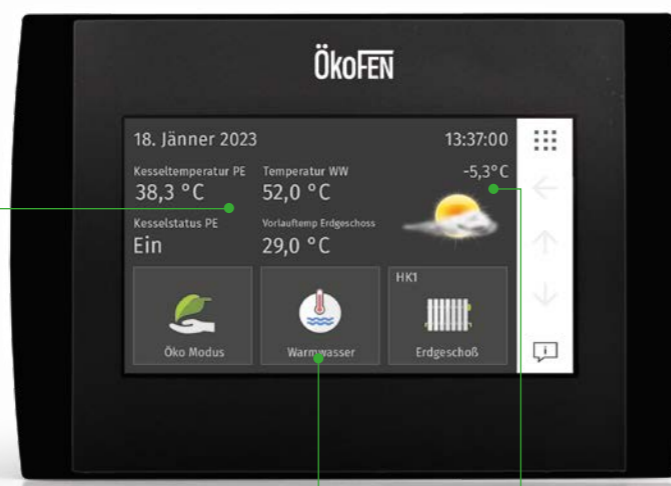 ÖkoFEN
18. Jänner 2023 13:37:00
-5,3°C
Kesseltemperatur PE Temperatur WW
38,3 °C 52,0 °C
Kesselstatus PE Vorlauftemp Erdgeschoss
Ein 29,0 °C
HK1
Öko Modus Warmwasser Erdgeschoß
i